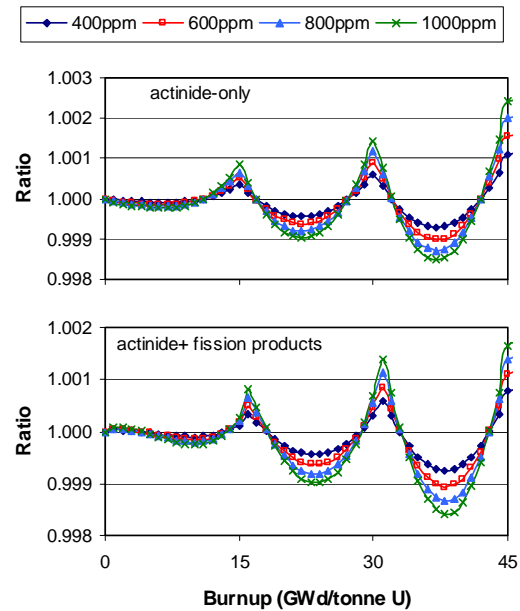 400ppm 600ppm 800ppm 1000ppm
1.003
1.002
1.001
1.000
0.999
0.998
Ratio
actinide-only
1.002
1.001
1.000
0.999
0.998
Ratio
actinide+ fission products
0 15 30 45
Burnup (GWd/tonne U)